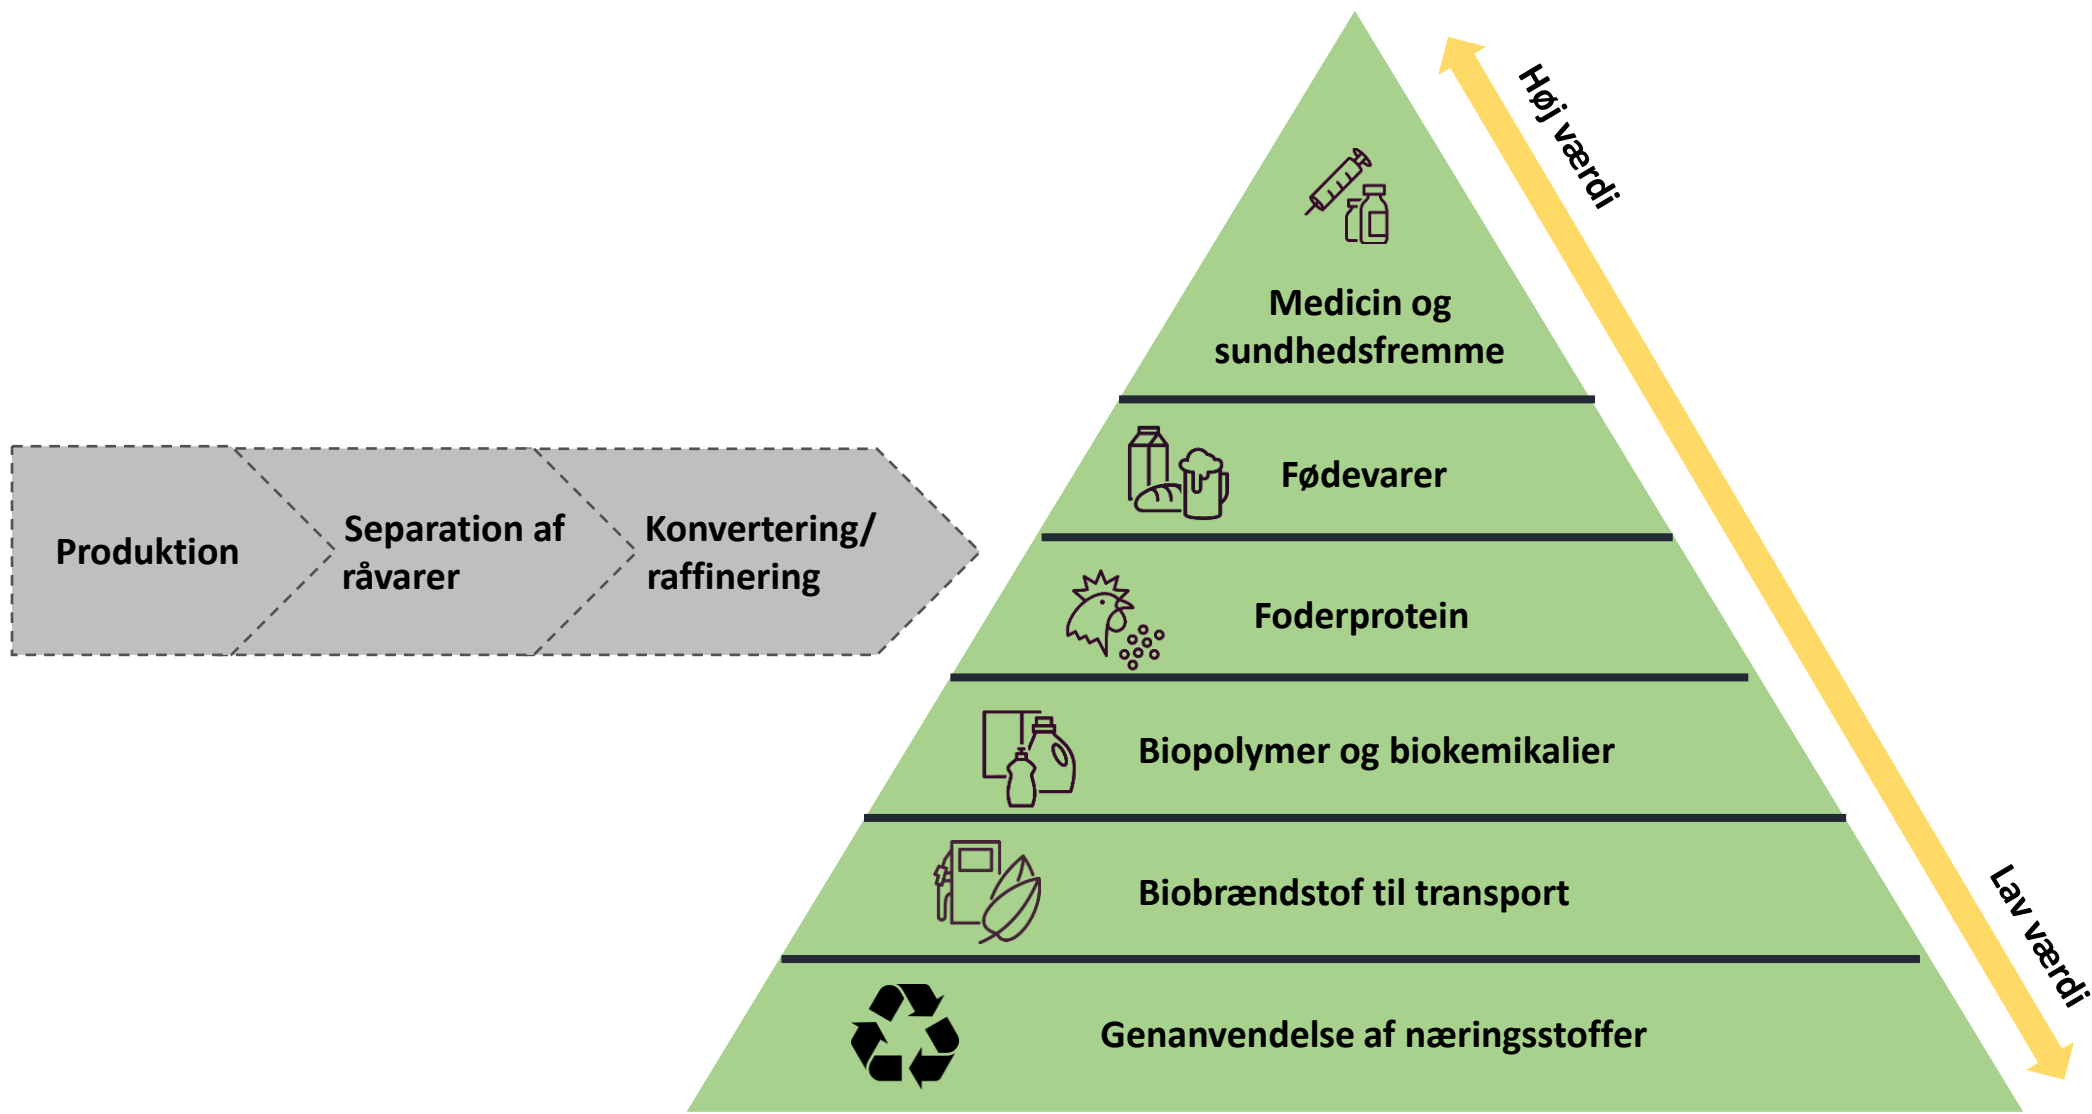 Produktion
Separation af
råvarer
Konvertering/
raffinering
Medicin og
sundhedsfremme
Fødevarer
Foderprotein
Biopolymer og biokemikalier
Biobrændstof til transport
Genanvendelse af næringsstoffer
Høj værdi
Lav værdi